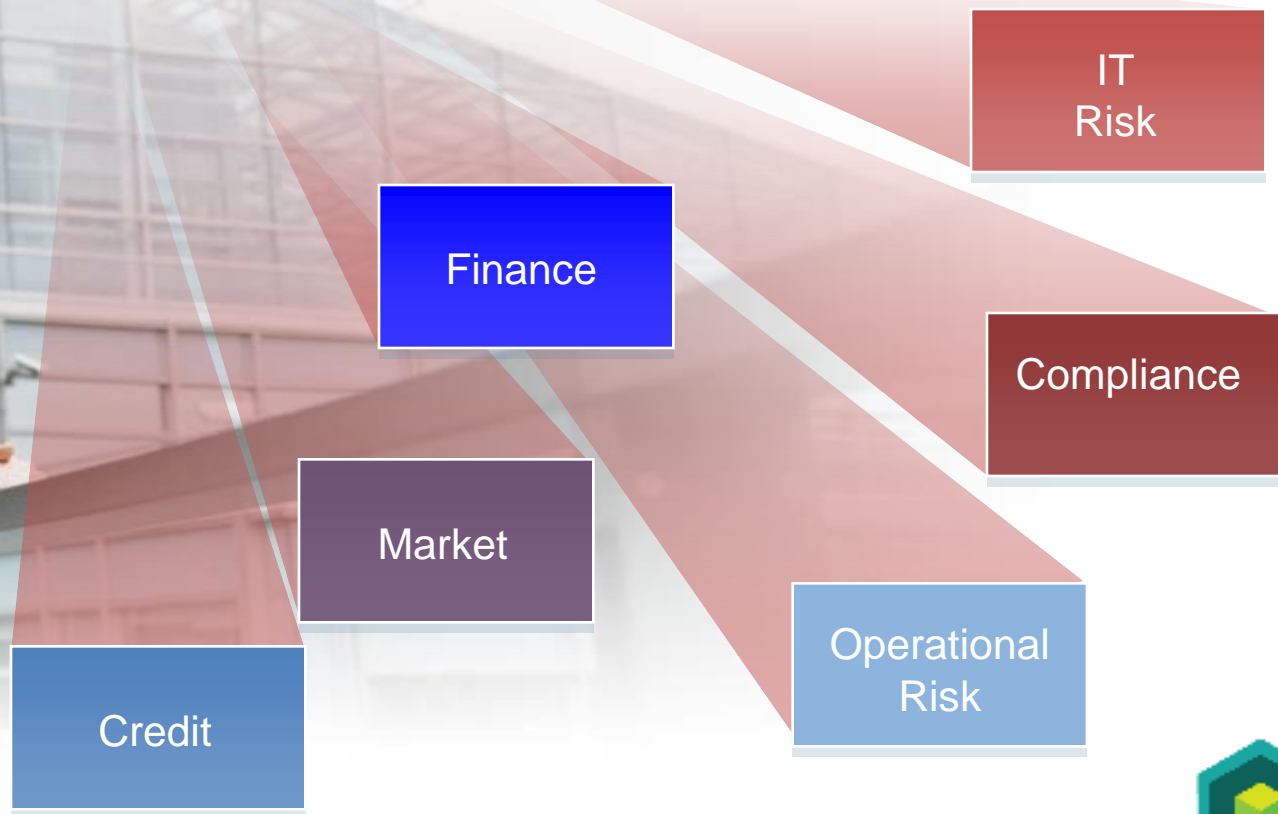 IT
Risk
Finance
Compliance
Market
Operational
Risk
Credit